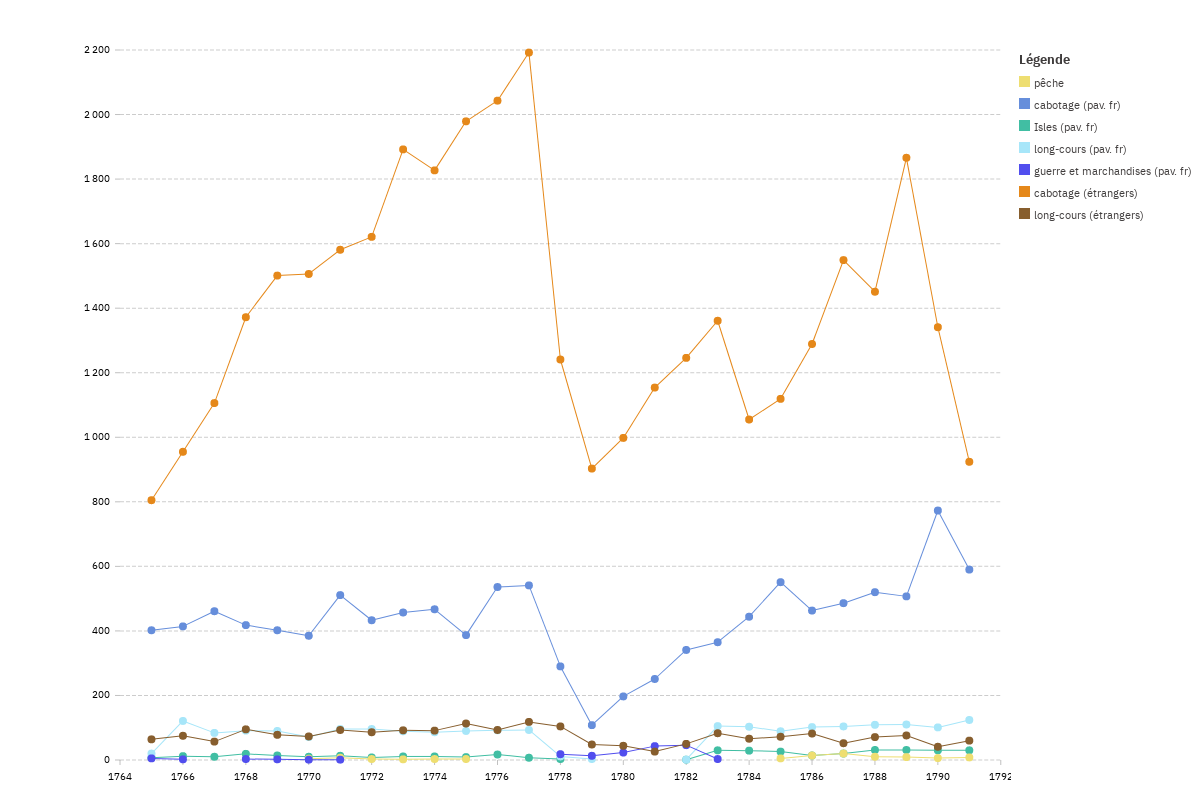 2 200
2 000
1 800
1 600
1 400
1 200
1 000
800
600
400
200
0
1764 1766 1768 1770 1772 1774 1776 1778 1780 1782 1784 1786 1788 1790 1792
Légende
pêche
cabotage (pav. fr)
Isles (pav. fr)
long-cours (pav. fr)
guerre et marchandises (pav. fr)
cabotage (étrangers)
long-cours (étrangers)